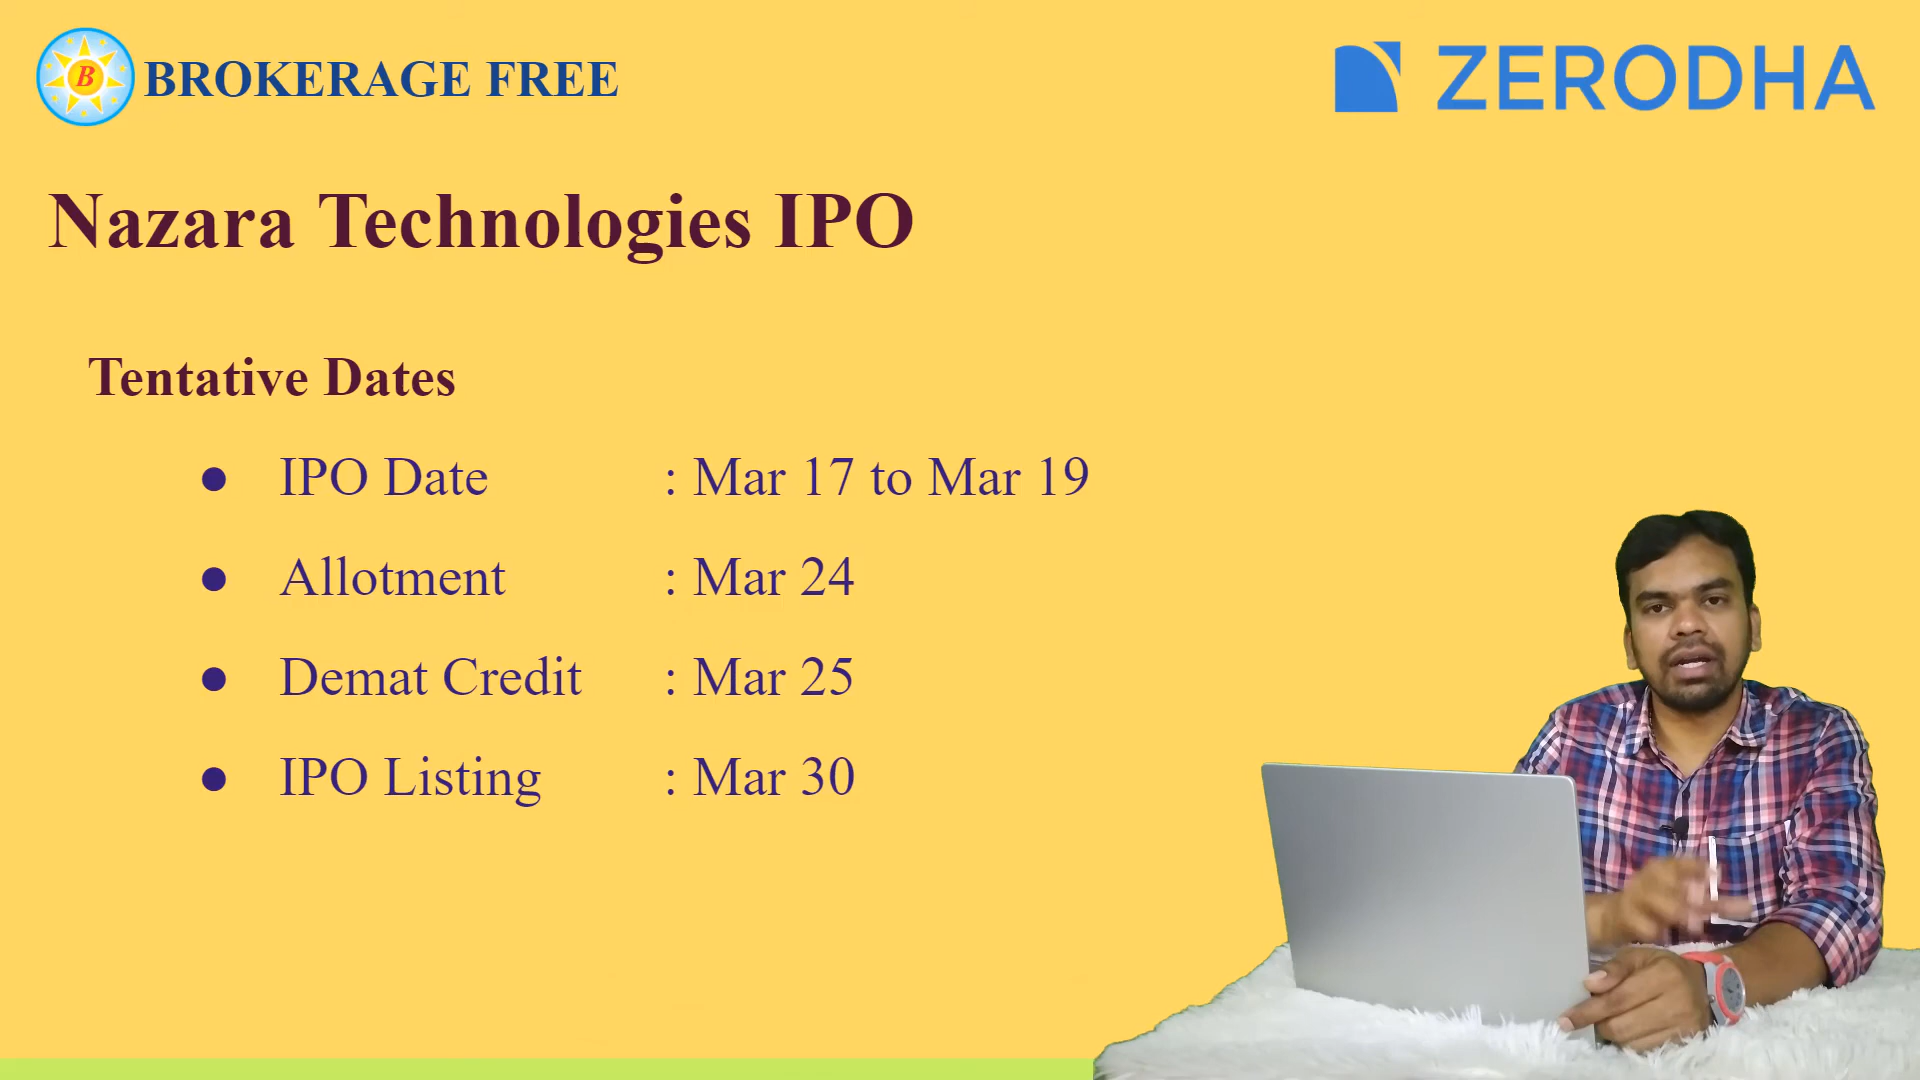 B BROKERAGE FREE
ZERODHA
Nazara Technologies IPO
Tentative Dates
● IPO Date : Mar 17 to Mar 19
● Allotment : Mar 24
● Demat Credit : Mar 25
● IPO Listing : Mar 30